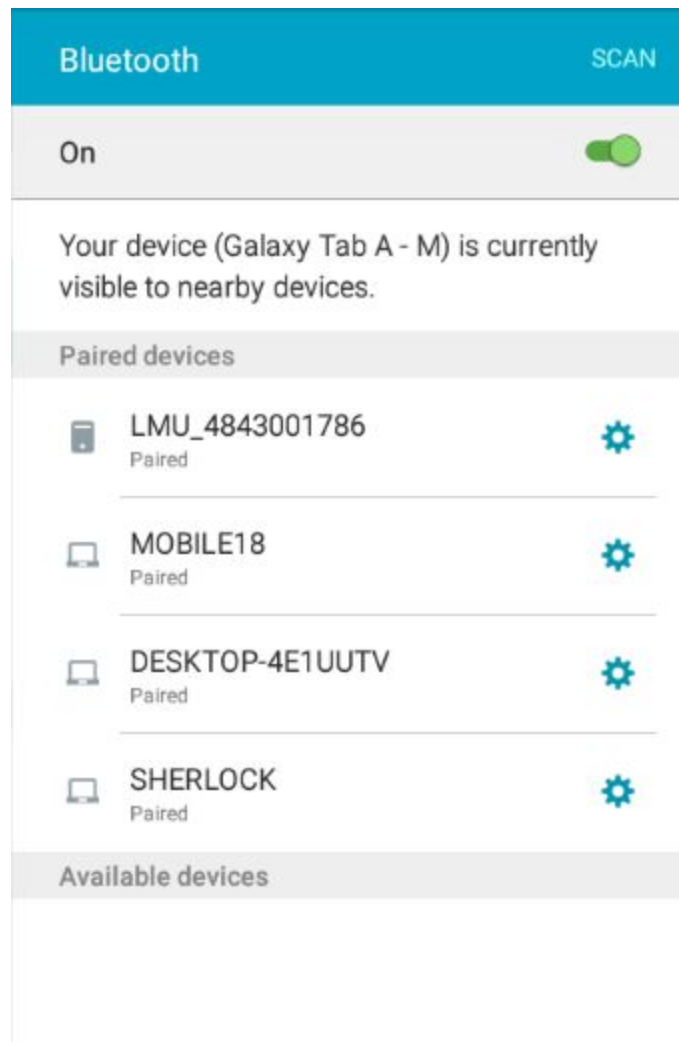 Bluetooth SCAN
On
Your device (Galaxy Tab A - M) is currently
visible to nearby devices.
Paired devices
LMU_4843001786
Paired
MOBILE18
Paired
DESKTOP-4E1UUTV
Paired
SHERLOCK
Paired
Available devices